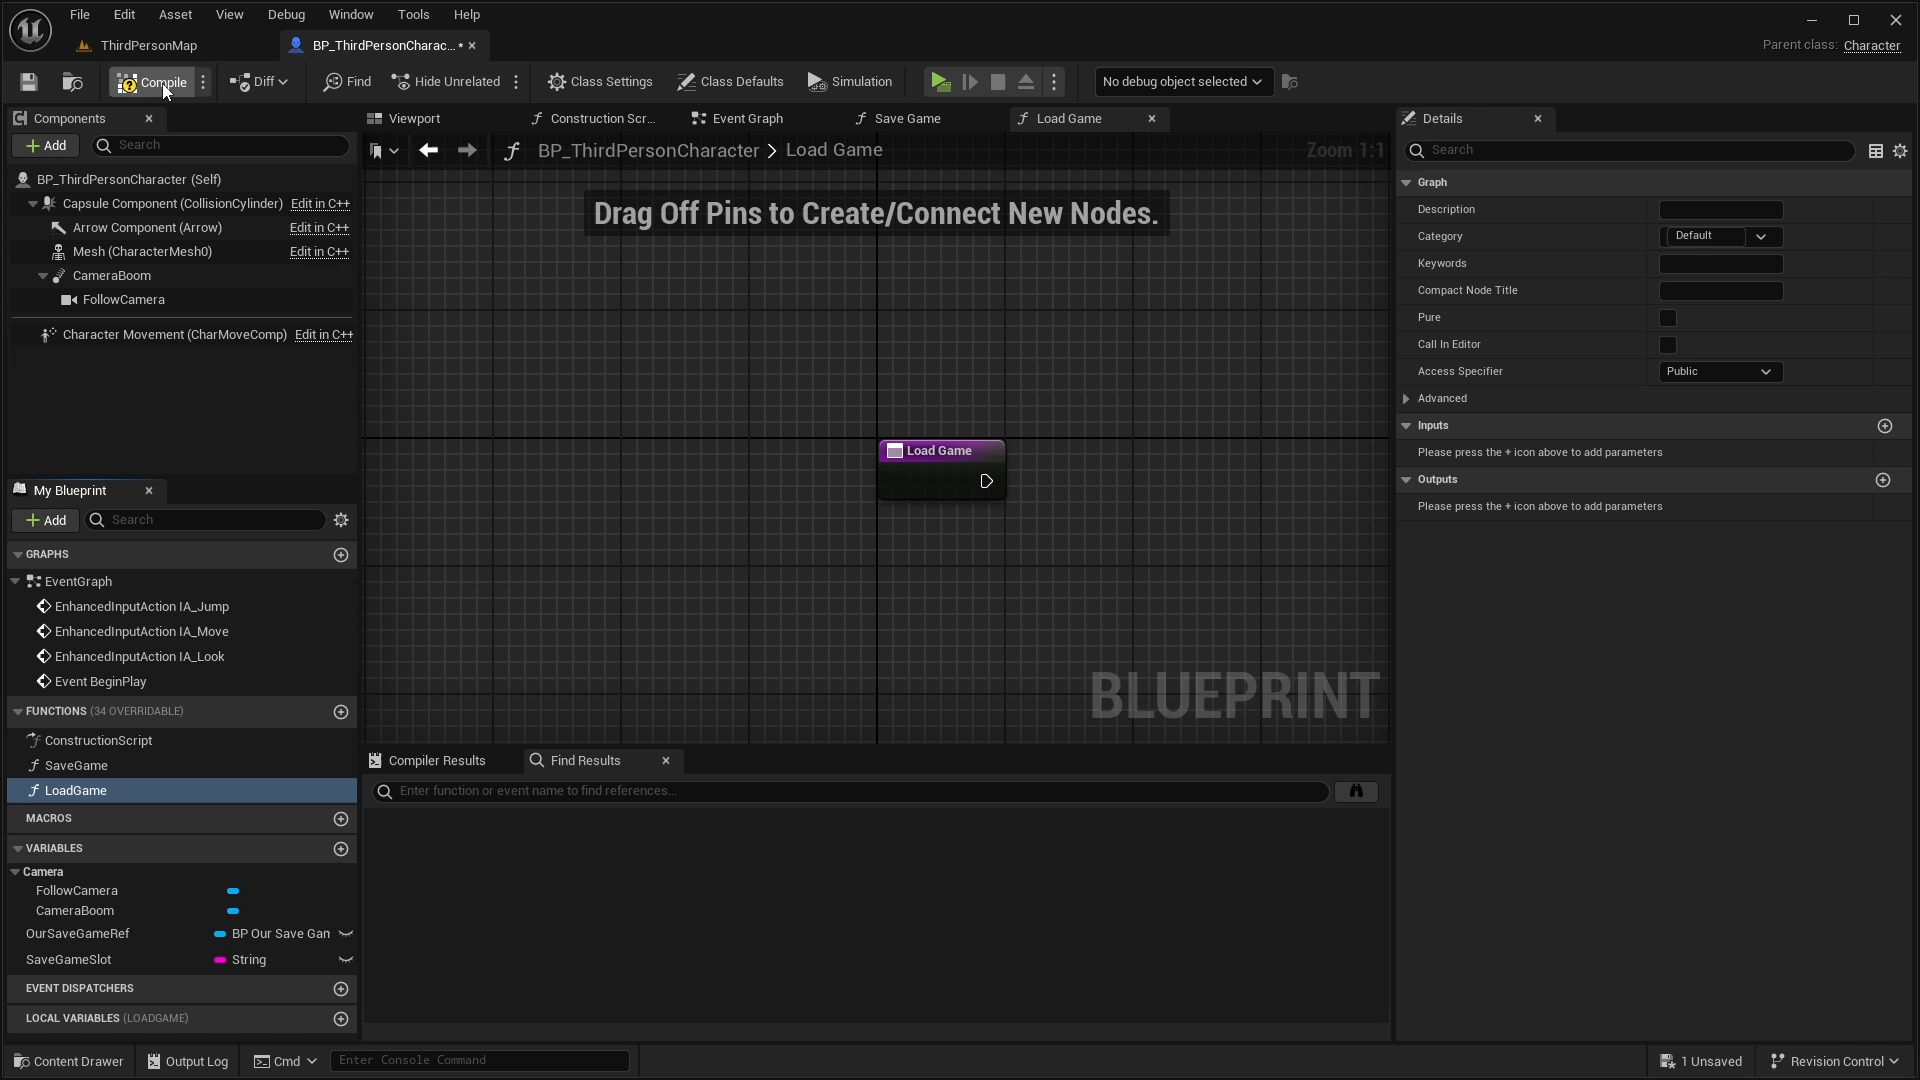 File Edit Asset View Debug Window Tools Help
ThirdPersonMap
BP_ThirdPersonCharac... •
Parent class: Character
Compile
Diff
Find
Hide Unrelated
Class Settings
Class Defaults
Simulation
No debug object selected
Components
Add
Search
BP_ThirdPersonCharacter (Self)
Capsule Component (CollisionCylinder) Edit in C++
Arrow Component (Arrow) Edit in C++
Mesh (CharacterMesh0) Edit in C++
CameraBoom
FollowCamera
Character Movement (CharMoveComp) Edit in C++
My Blueprint
Add
Search
GRAPHS
EventGraph
EnhancedInputAction IA_Jump
EnhancedInputAction IA_Move
EnhancedInputAction IA_Look
Event BeginPlay
FUNCTIONS (34 OVERRIDABLE)
ConstructionScript
SaveGame
LoadGame
MACROS
VARIABLES
Camera
FollowCamera
CameraBoom
OurSaveGameRef BP Our Save Gam
SaveGameSlot String
EVENT DISPATCHERS
LOCAL VARIABLES (LOADGAME)
Viewport
Construction Scr...
Event Graph
Save Game
Load Game
BP_ThirdPersonCharacter > Load Game
Zoom 1:1
Drag Off Pins to Create/Connect New Nodes.
Load Game
BLUEPRINT
Compiler Results
Find Results
Enter function or event name to find references...
Details
Search
Graph
Description
Category Default
Keywords
Compact Node Title
Pure
Call In Editor
Access Specifier Public
Advanced
Inputs
Please press the + icon above to add parameters
Outputs
Please press the + icon above to add parameters
Content Drawer
Output Log
Cmd
Enter Console Command
1 Unsaved
Revision Control